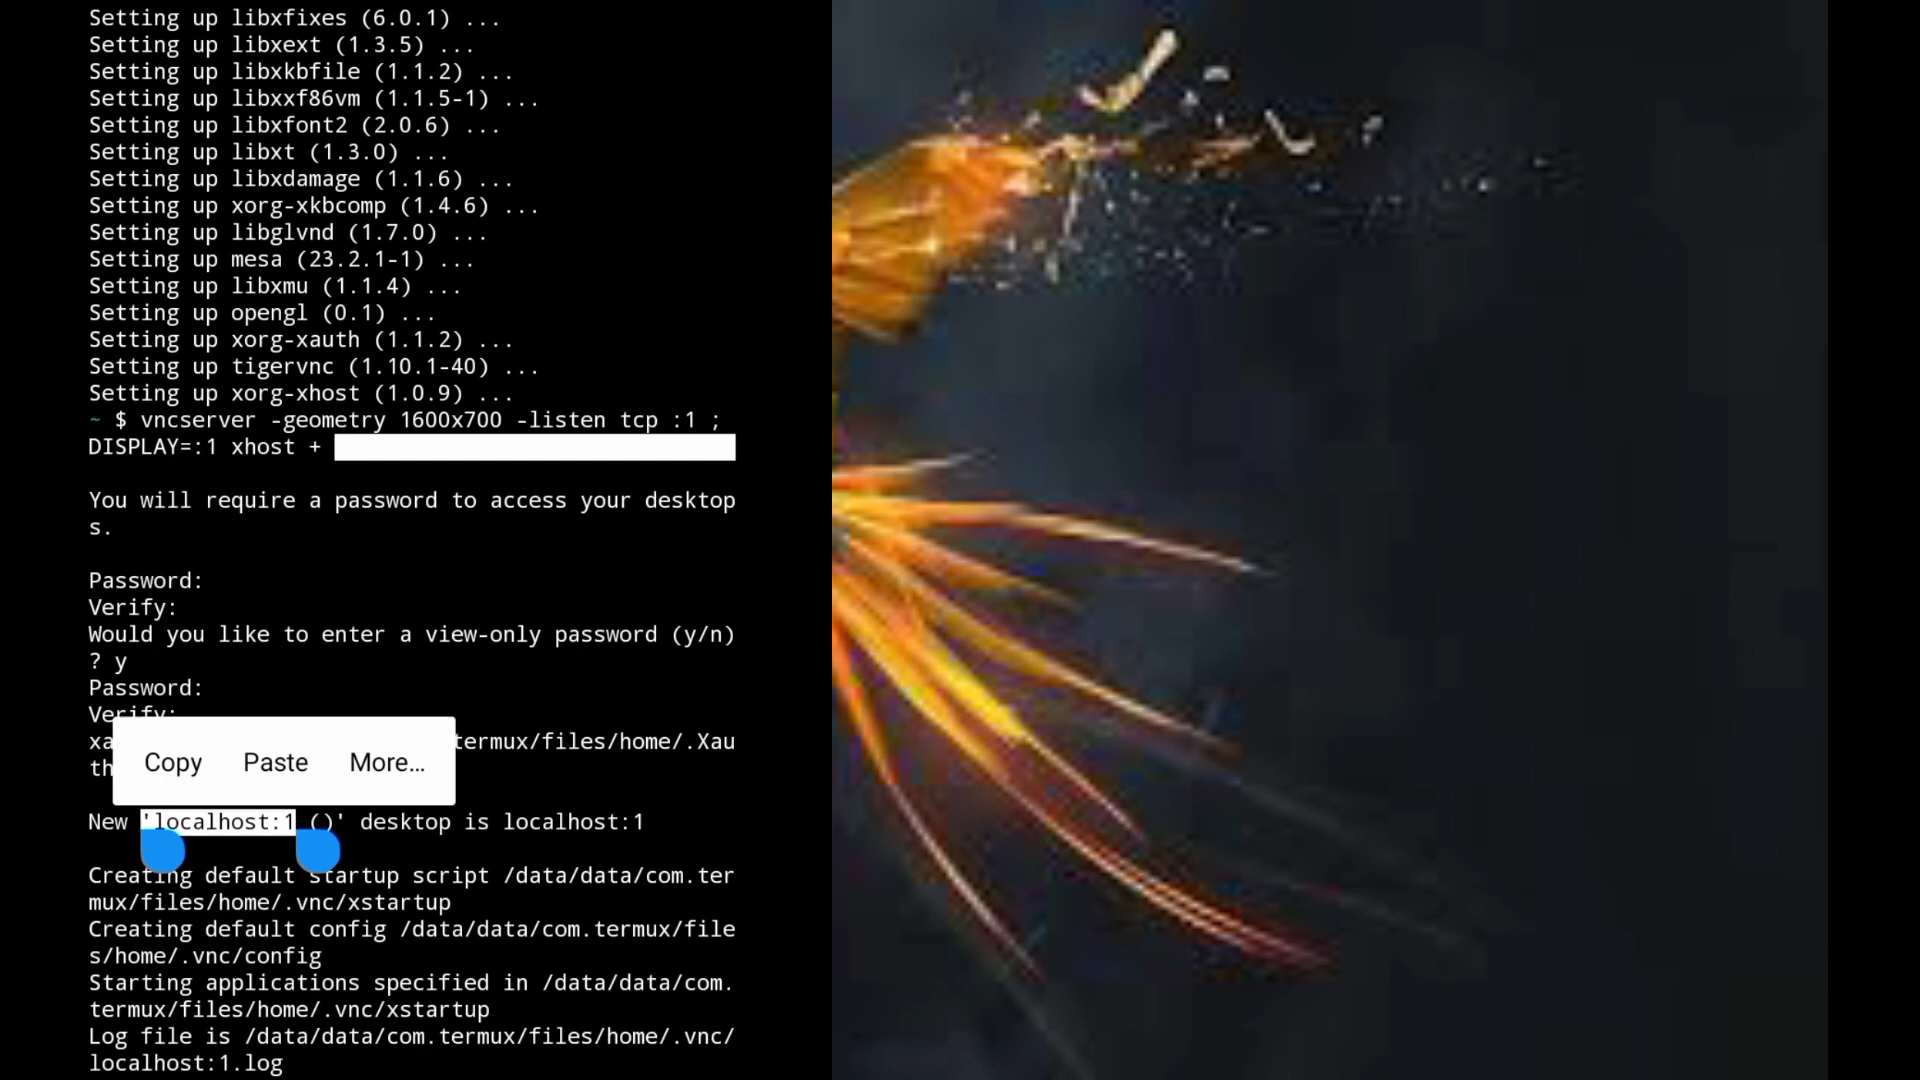 Setting up libxfixes (6.0.1) ...
Setting up libxext (1.3.5) ...
Setting up libxkbfile (1.1.2) ...
Setting up libxxf86vm (1.1.5-1) ...
Setting up libxfont2 (2.0.6) ...
Setting up libxt (1.3.0) ...
Setting up libxdamage (1.1.6) ...
Setting up xorg-xkbcomp (1.4.6) ...
Setting up libglvnd (1.7.0) ...
Setting up mesa (23.2.1-1) ...
Setting up libxmu (1.1.4) ...
Setting up opengl (0.1) ...
Setting up xorg-xauth (1.1.2) ...
Setting up tigervnc (1.10.1-40) ...
Setting up xorg-xhost (1.0.9) ...
~ $ vncserver -geometry 1600x700 -listen tcp :1 ;
DISPLAY=:1 xhost +
You will require a password to access your desktop
s.
Password:
Verify:
Would you like to enter a view-only password (y/n)
? y
Password:
Verify:
xa termux/files/home/.Xau
th
Copy Paste More...
New 'localhost:1 ()' desktop is localhost:1
Creating default startup script /data/data/com.ter
mux/files/home/.vnc/xstartup
Creating default config /data/data/com.termux/file
s/home/.vnc/config
Starting applications specified in /data/data/com.
termux/files/home/.vnc/xstartup
Log file is /data/data/com.termux/files/home/.vnc/
localhost:1.log